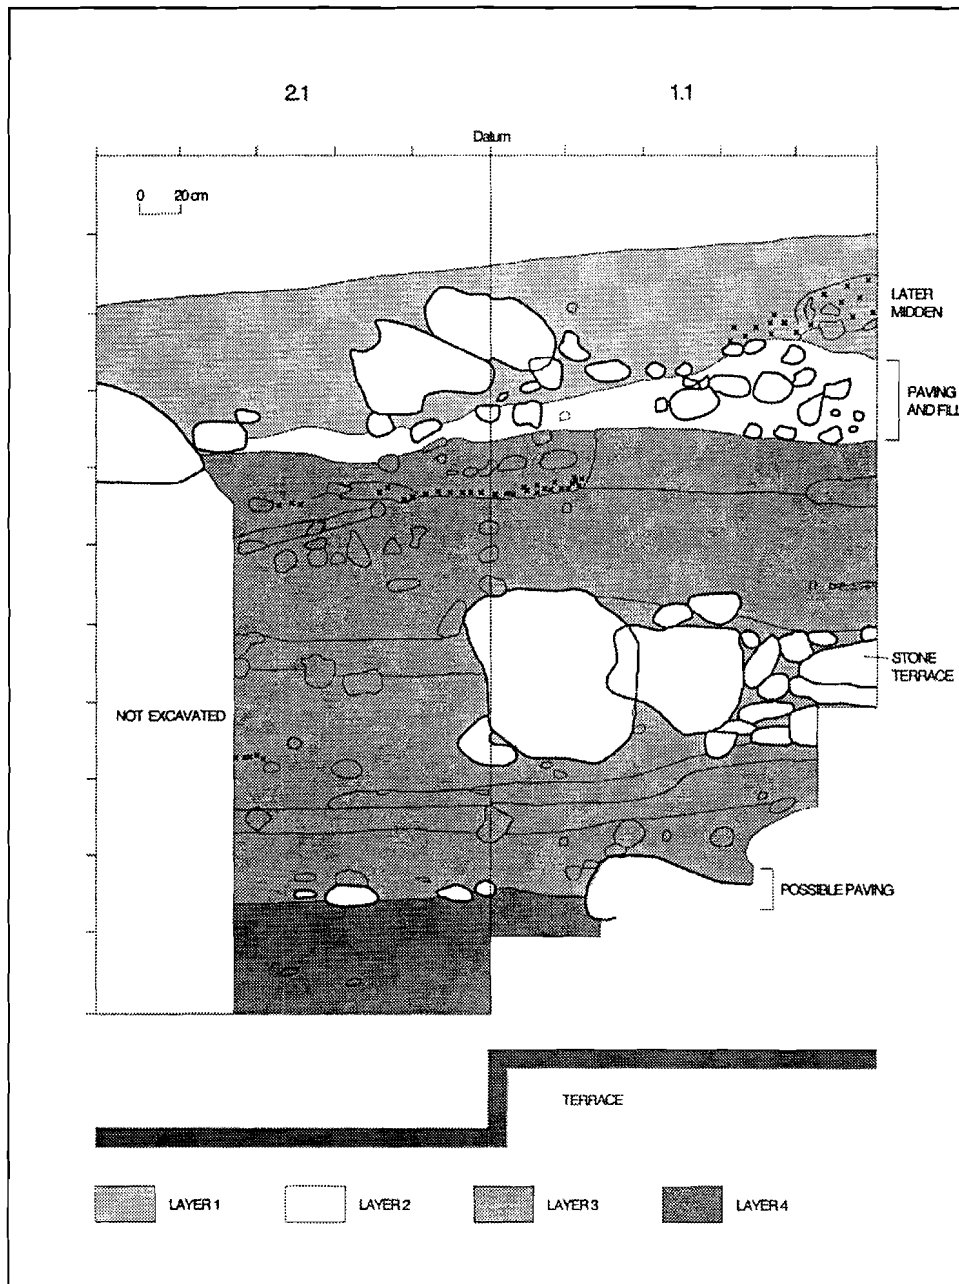 2.1
1.1
Datum
0 20cm
LATER
MIDDEN
PAVING
AND FILL
STONE
TERRACE
NOT EXCAVATED
POSSIBLE PAVING
TERRACE
LAYER 1
LAYER 2
LAYER 3
LAYER 4